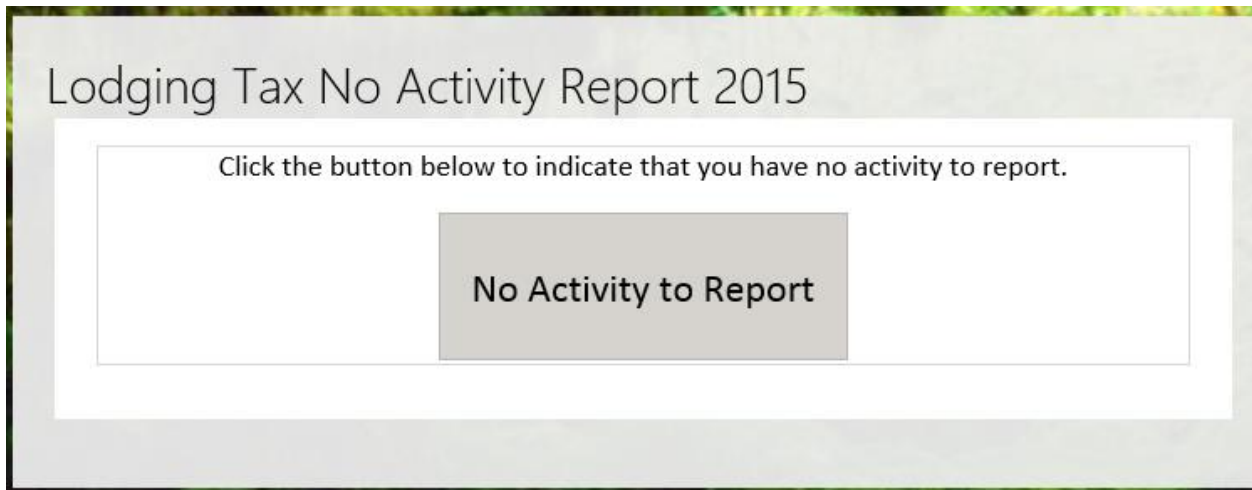 Lodging Tax No Activity Report 2015
Click the button below to indicate that you have no activity to report.
No Activity to Report